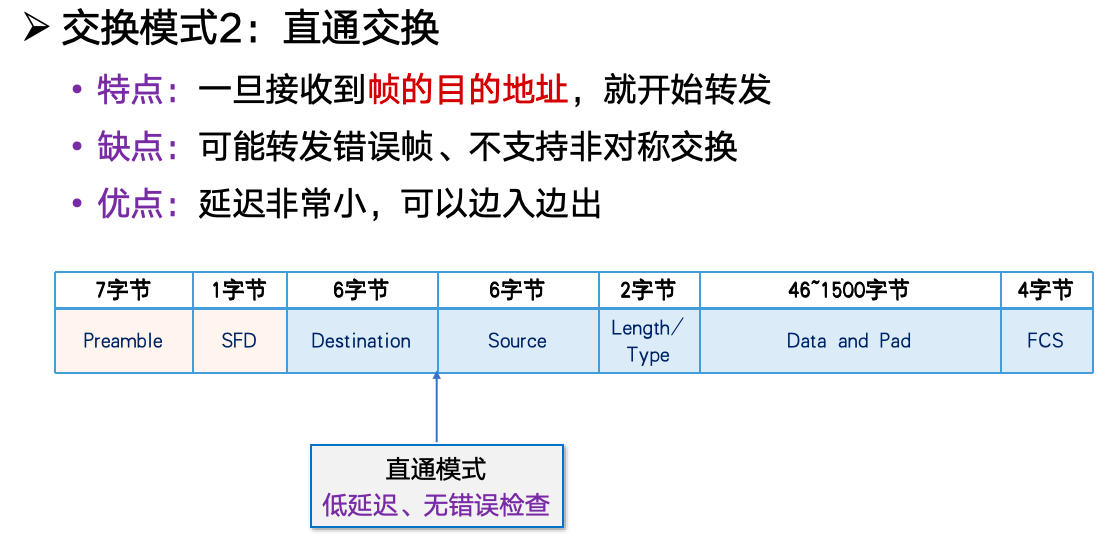 ➤ 交换模式2：直通交换
• 特点：一旦接收到帧的目的地址，就开始转发
• 缺点：可能转发错误帧、不支持非对称交换
• 优点：延迟非常小，可以边入边出
7字节 1字节 6字节 6字节 2字节 46~1500字节 4字节
Preamble SFD Destination Source Length/
Type Data and Pad FCS
直通模式
低延迟、无错误检查